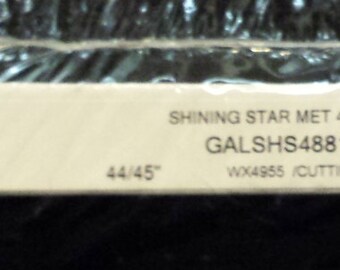 SHINING STAR MET 4
GALSHS4881
44/45" WX4955 /CUTTI